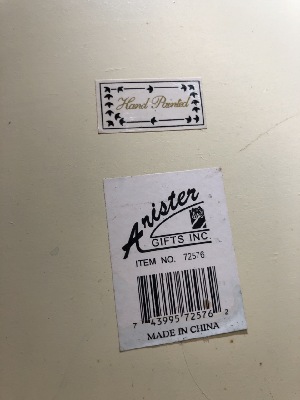 Hand Painted
Anister
GIFTS INC
ITEM NO. 72576
7 43995 72576 2
MADE IN CHINA